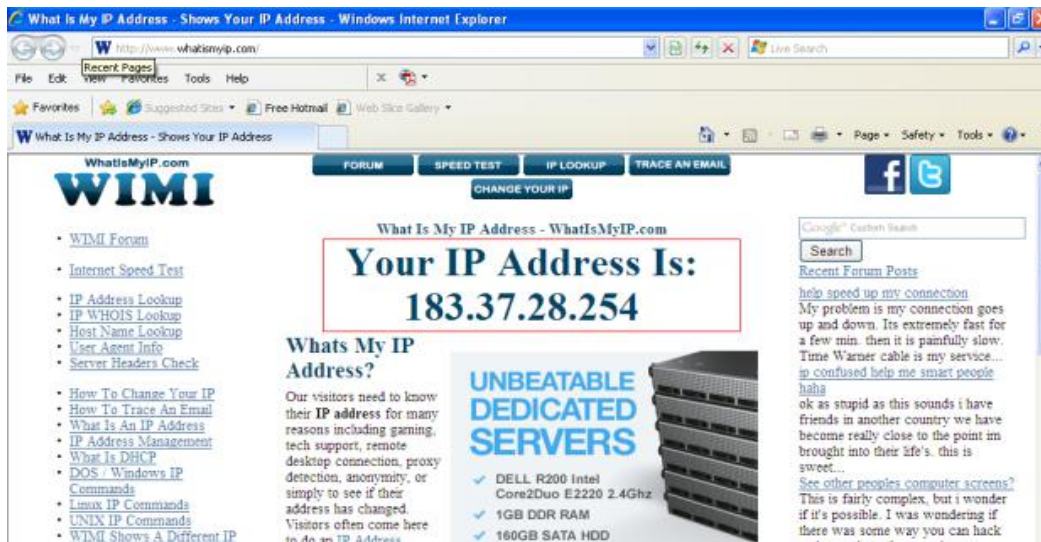 What Is My IP Address - Shows Your IP Address - Windows Internet Explorer
http://www.whatismyip.com/
Live Search
Recent Pages
File Edit View Favorites Tools Help
Favorites Suggested Sites Free Hotmail Web Slice Gallery
What Is My IP Address - Shows Your IP Address
Page Safety Tools
WhatIsMyIP.com
WIMI
FORUM SPEED TEST IP LOOKUP TRACE AN EMAIL
CHANGE YOUR IP
WIMI Forum
Internet Speed Test
IP Address Lookup
IP WHOIS Lookup
Host Name Lookup
User Agent Info
Server Headers Check
How To Change Your IP
How To Trace An Email
What Is An IP Address
IP Address Management
What Is DHCP
DOS / Windows IP
Commands
Linux IP Commands
UNIX IP Commands
WIMI Shows A Different IP
What Is My IP Address - WhatIsMyIP.com
Your IP Address Is:
183.37.28.254
Whats My IP
Address?
Our visitors need to know
their IP address for many
reasons including gaming,
tech support, remote
desktop connection, proxy
detection, anonymity, or
simply to see if their
address has changed.
Visitors often come here
to do an IP Address
UNBEATABLE
DEDICATED
SERVERS
DELL R200 Intel
Core2Duo E2220 2.4Ghz
1GB DDR RAM
160GB SATA HDD
Google Custom Search
Search
Recent Forum Posts
help speed up my connection
My problem is my connection goes
up and down. Its extremely fast for
a few min. then it is painfully slow.
Time Warner cable is my service...
ip confused help me smart people
haha
ok as stupid as this sounds i have
friends in another country we have
become really close to the point im
brought into their life's. this is
sweet...
See other peoples computer screens?
This is fairly complex, but i wonder
if it's possible. I was wondering if
there was some way you can hack